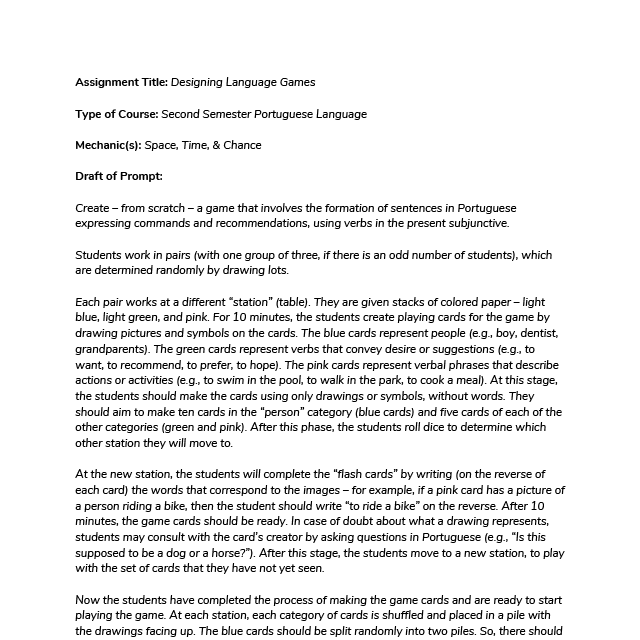 Assignment Title: Designing Language Games
Type of Course: Second Semester Portuguese Language
Mechanic(s): Space, Time, & Chance
Draft of Prompt:
Create – from scratch – a game that involves the formation of sentences in Portuguese
expressing commands and recommendations, using verbs in the present subjunctive.
Students work in pairs (with one group of three, if there is an odd number of students), which
are determined randomly by drawing lots.
Each pair works at a different “station” (table). They are given stacks of colored paper – light
blue, light green, and pink. For 10 minutes, the students create playing cards for the game by
drawing pictures and symbols on the cards. The blue cards represent people (e.g., boy, dentist,
grandparents). The green cards represent verbs that convey desire or suggestions (e.g., to
want, to recommend, to prefer, to hope). The pink cards represent verbal phrases that describe
actions or activities (e.g., to swim in the pool, to walk in the park, to cook a meal). At this stage,
the students should make the cards using only drawings or symbols, without words. They
should aim to make ten cards in the “person” category (blue cards) and five cards of each of the
other categories (green and pink). After this phase, the students roll dice to determine which
other station they will move to.
At the new station, the students will complete the “flash cards” by writing (on the reverse of
each card) the words that correspond to the images – for example, if a pink card has a picture of
a person riding a bike, then the student should write “to ride a bike” on the reverse. After 10
minutes, the game cards should be ready. In case of doubt about what a drawing represents,
students may consult with the card’s creator by asking questions in Portuguese (e.g., “Is this
supposed to be a dog or a horse?”). After this stage, the students move to a new station, to play
with the set of cards that they have not yet seen.
Now the students have completed the process of making the game cards and are ready to start
playing the game. At each station, each category of cards is shuffled and placed in a pile with
the drawings facing up. The blue cards should be split randomly into two piles. So, there should